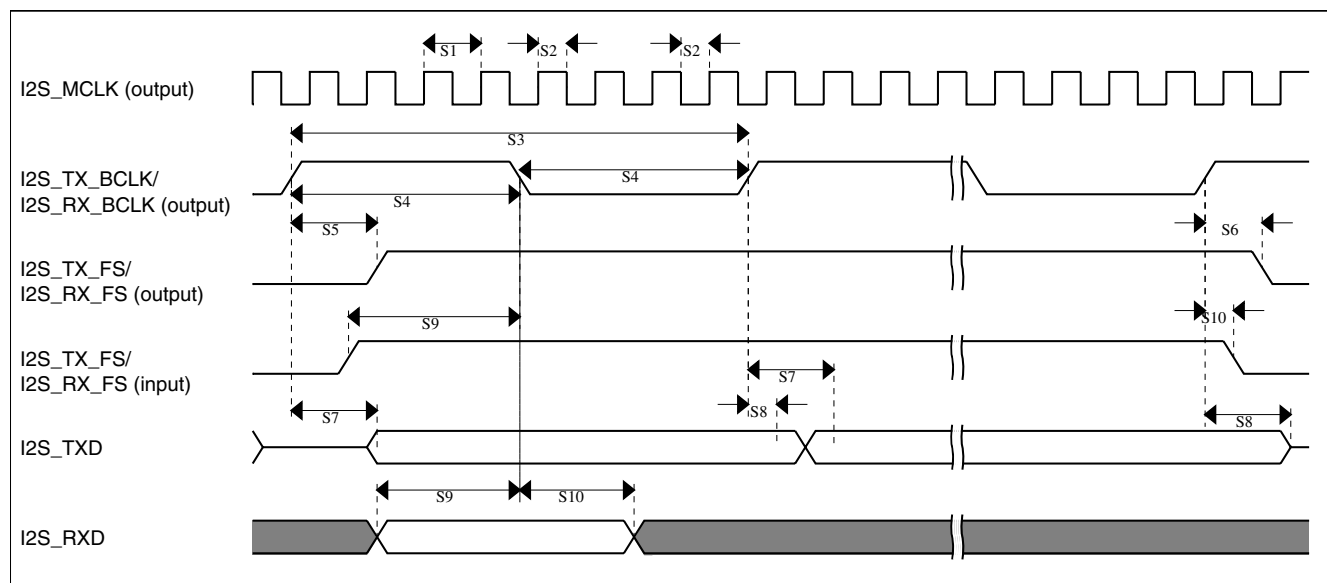 S1 S2 S2
I2S_MCLK (output)
S3
I2S_TX_BCLK/
I2S_RX_BCLK (output)
S4
S4
S5
S6
I2S_TX_FS/
I2S_RX_FS (output)
S9
S10
I2S_TX_FS/
I2S_RX_FS (input)
S7
S7
S8
S8
I2S_TXD
S9
S10
I2S_RXD